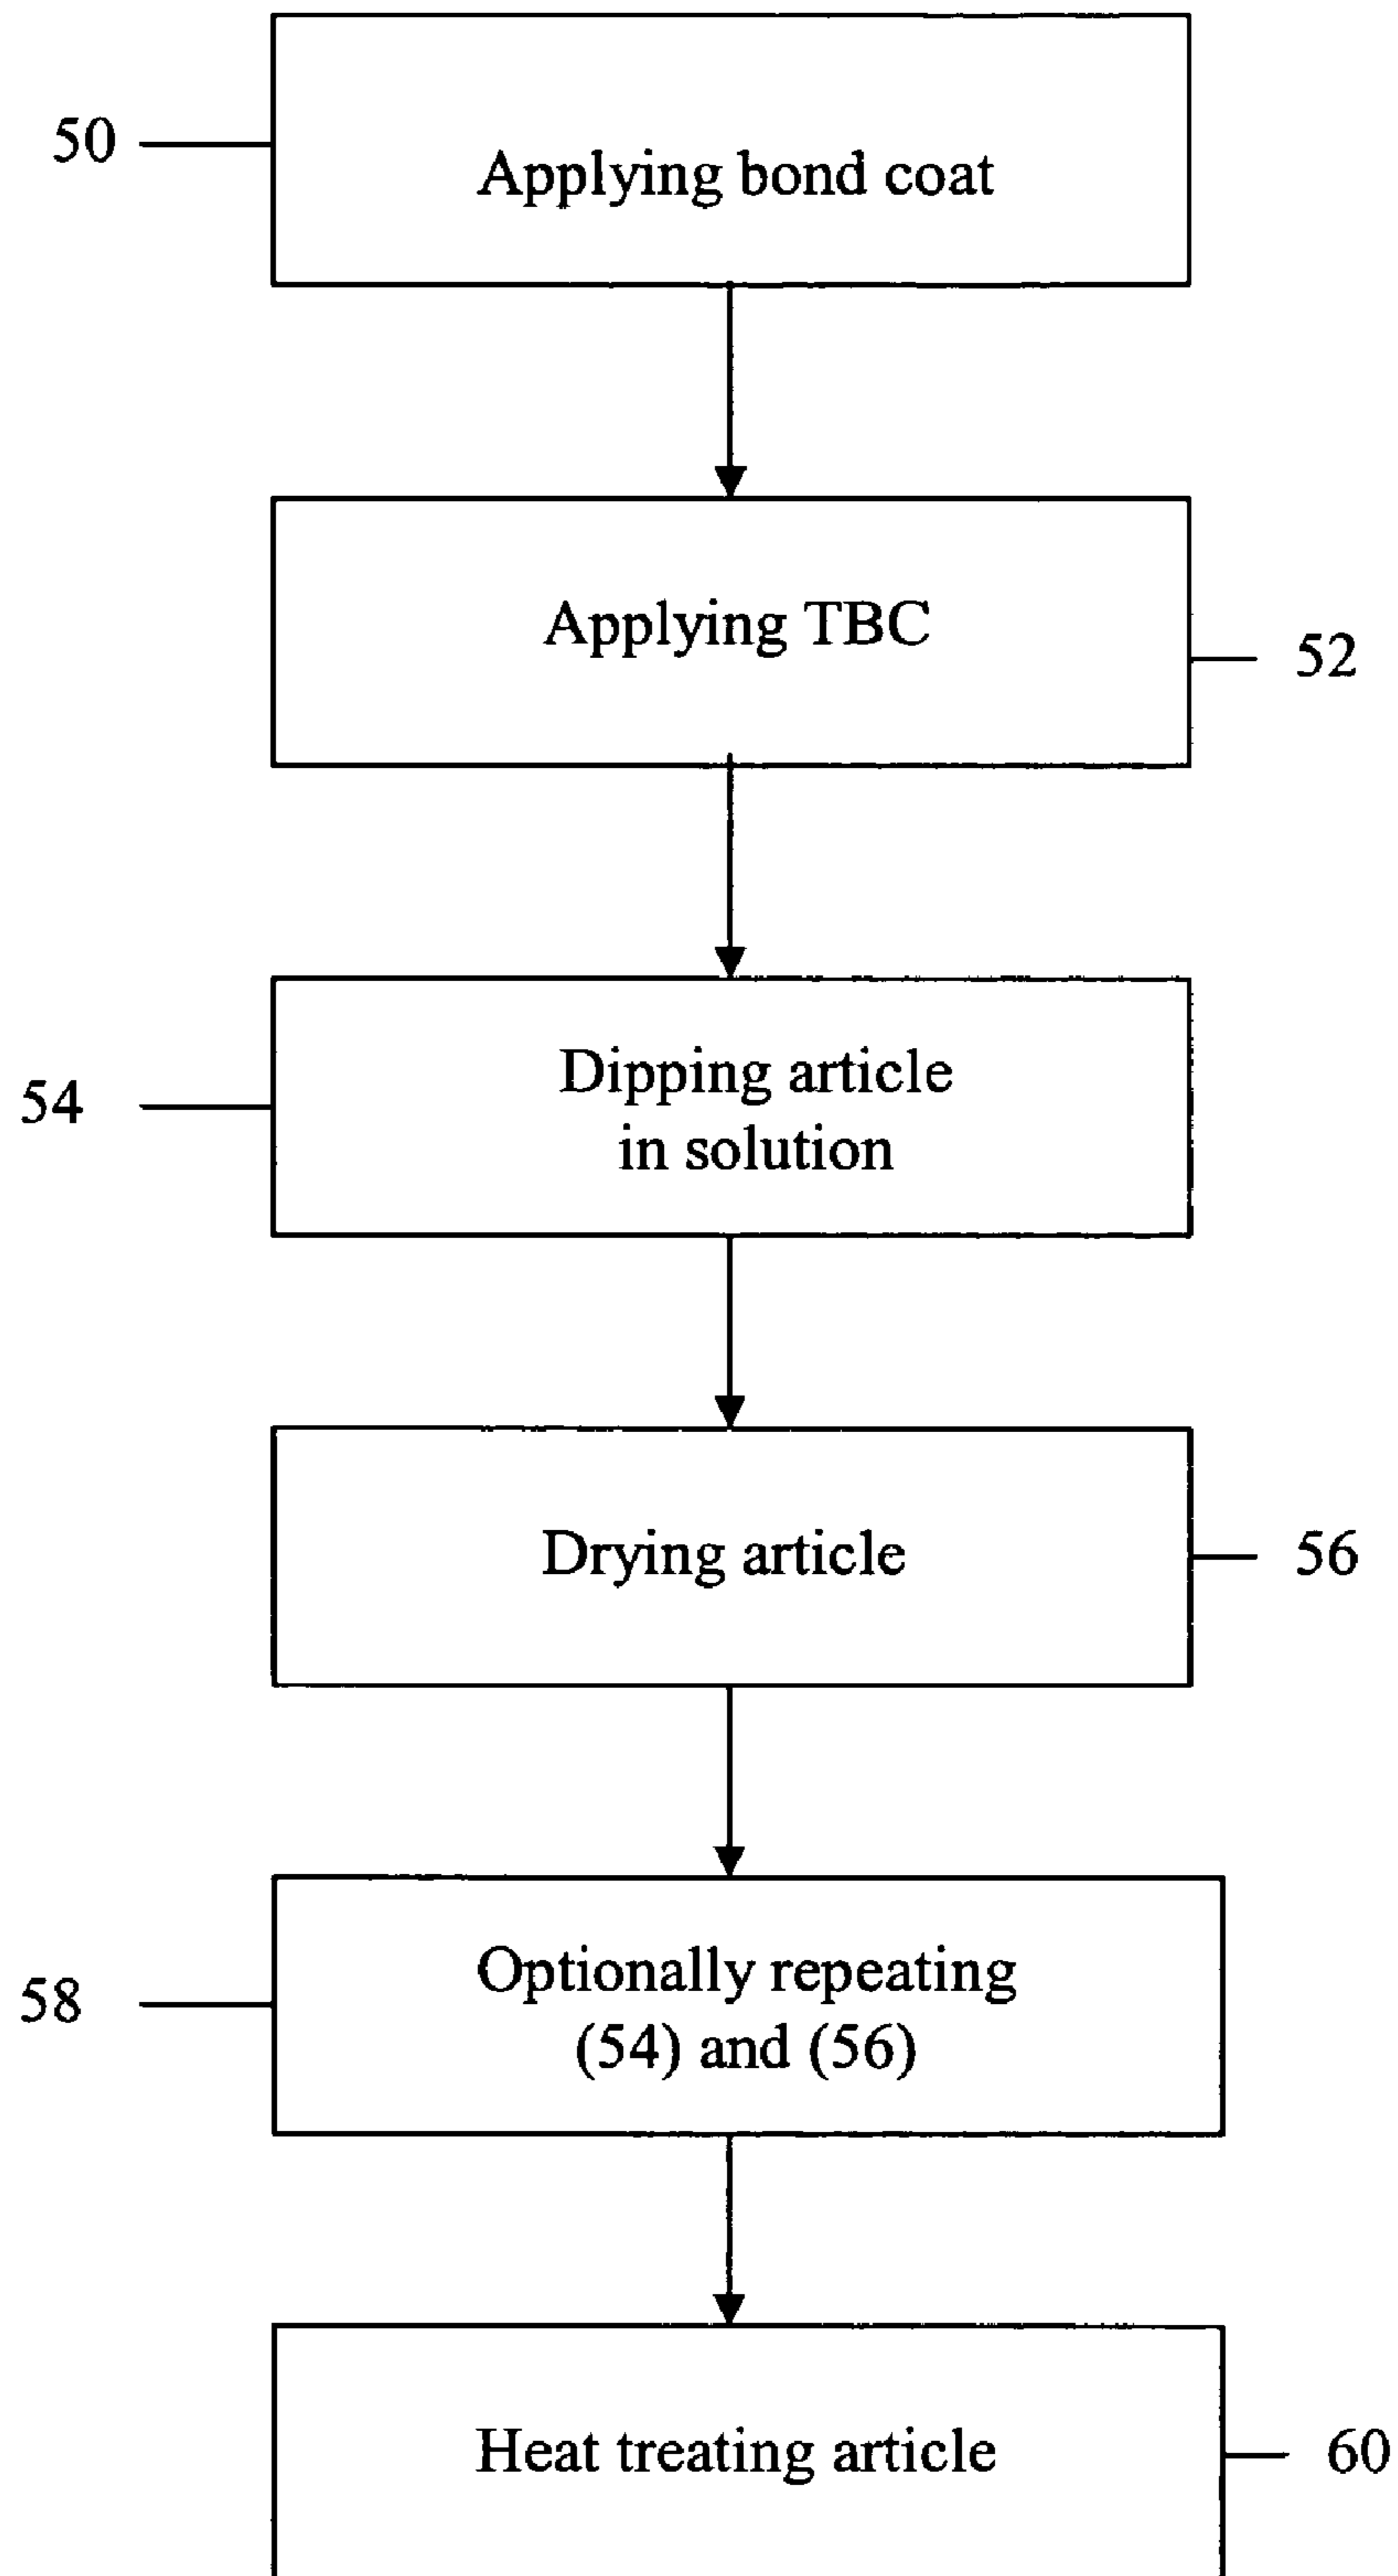 50
Applying bond coat
Applying TBC
52
54
Dipping article
in solution
Drying article
56
58
Optionally repeating
(54) and (56)
Heat treating article
60